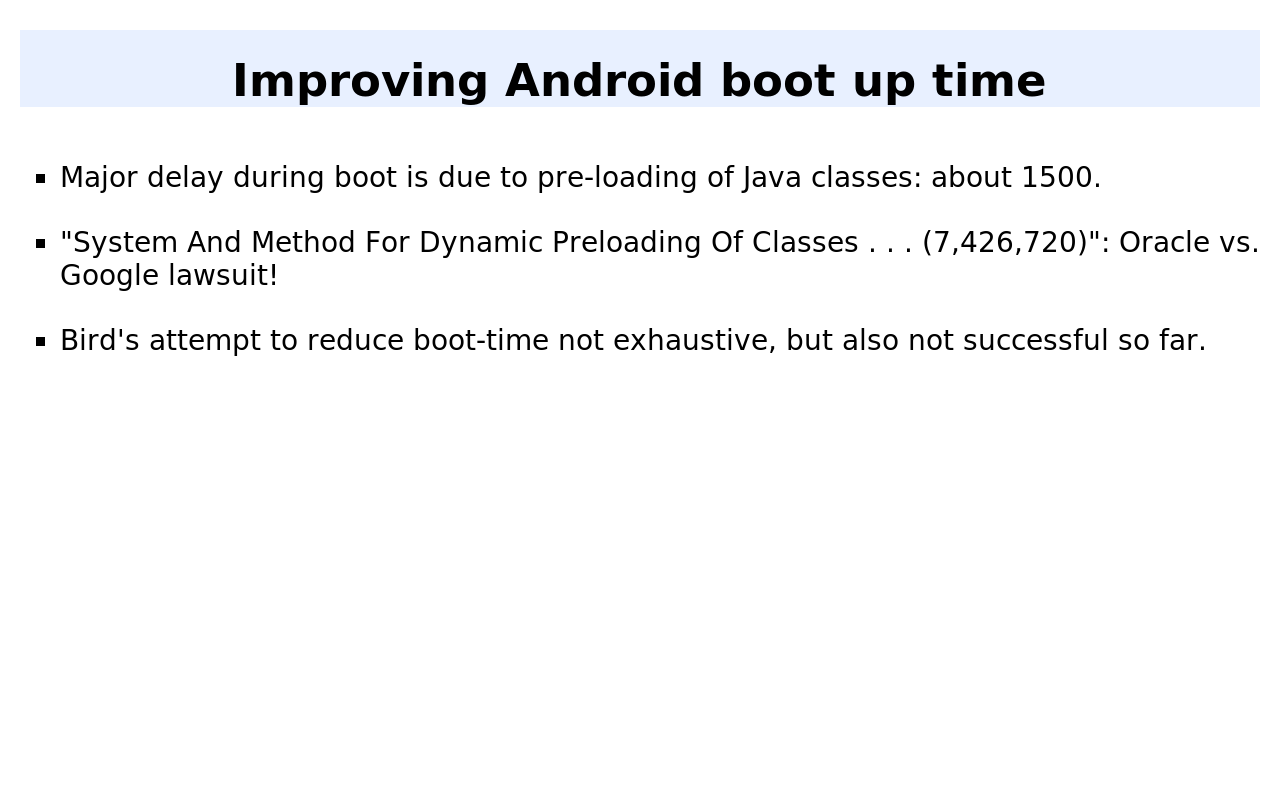 Improving Android boot up time
Major delay during boot is due to pre-loading of Java classes: about 1500.
"System And Method For Dynamic Preloading Of Classes . . . (7,426,720)": Oracle vs.
Google lawsuit!
Bird's attempt to reduce boot-time not exhaustive, but also not successful so far.